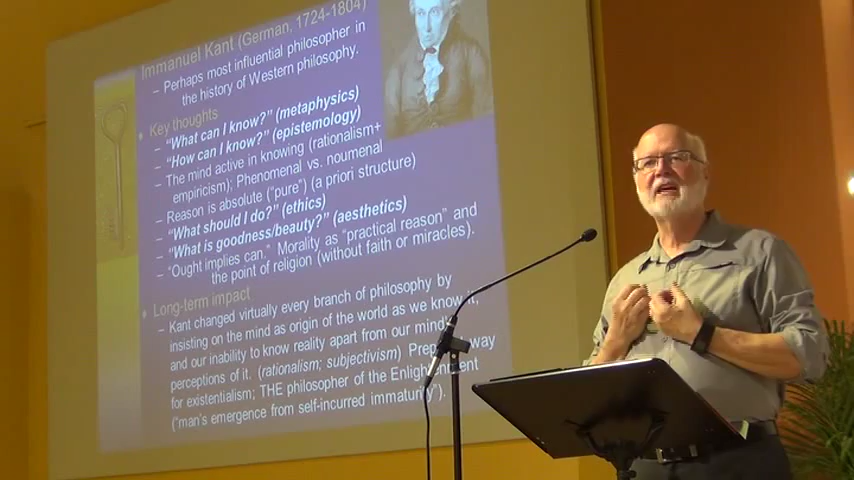 Immanuel Kant (German, 1724-1804)
– Perhaps most influential philosopher in
the history of Western philosophy.
• Key thoughts
– "What can I know?" (metaphysics)
– "How can I know?" (epistemology)
– The mind active in knowing (rationalism+
empiricism); Phenomenal vs. noumenal
– Reason is absolute ("pure") (a priori structure)
– "What should I do?" (ethics)
– "What is goodness/beauty?" (aesthetics)
– "Ought implies can." Morality as "practical reason" and
the point of religion (without faith or miracles).
• Long-term impact
– Kant changed virtually every branch of philosophy by
insisting on the mind as origin of the world as we know it,
and our inability to know reality apart from our mind's
perceptions of it. (rationalism; subjectivism) way
for existentialism; THE philosopher of the Enlightenment
("man's emergence from self-incurred immaturity").